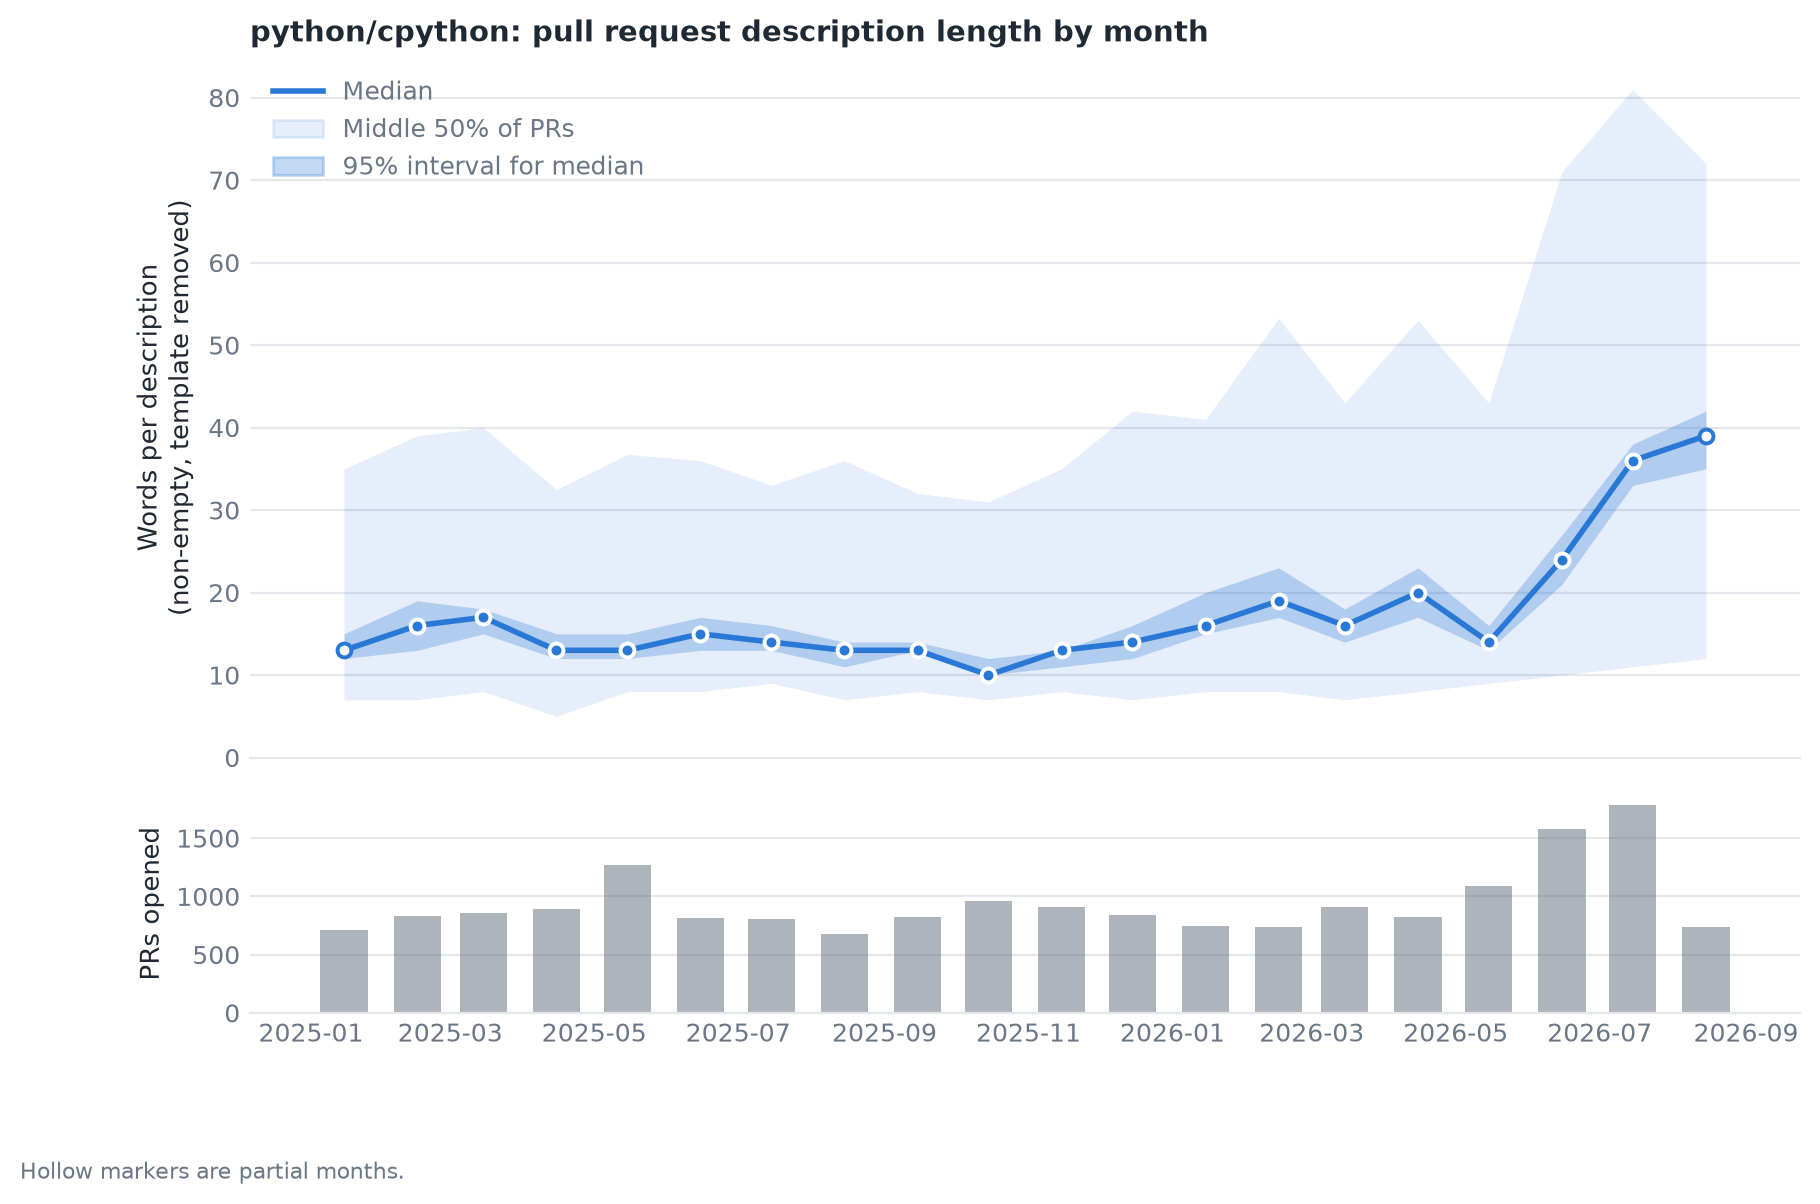 python/cpython: pull request description length by month
Median
Middle 50% of PRs
95% interval for median
Words per description
(non-empty, template removed)
80
70
60
50
40
30
20
10
0
PRs opened
1500
1000
500
0
2025-01 2025-03 2025-05 2025-07 2025-09 2025-11 2026-01 2026-03 2026-05 2026-07 2026-09
Hollow markers are partial months.